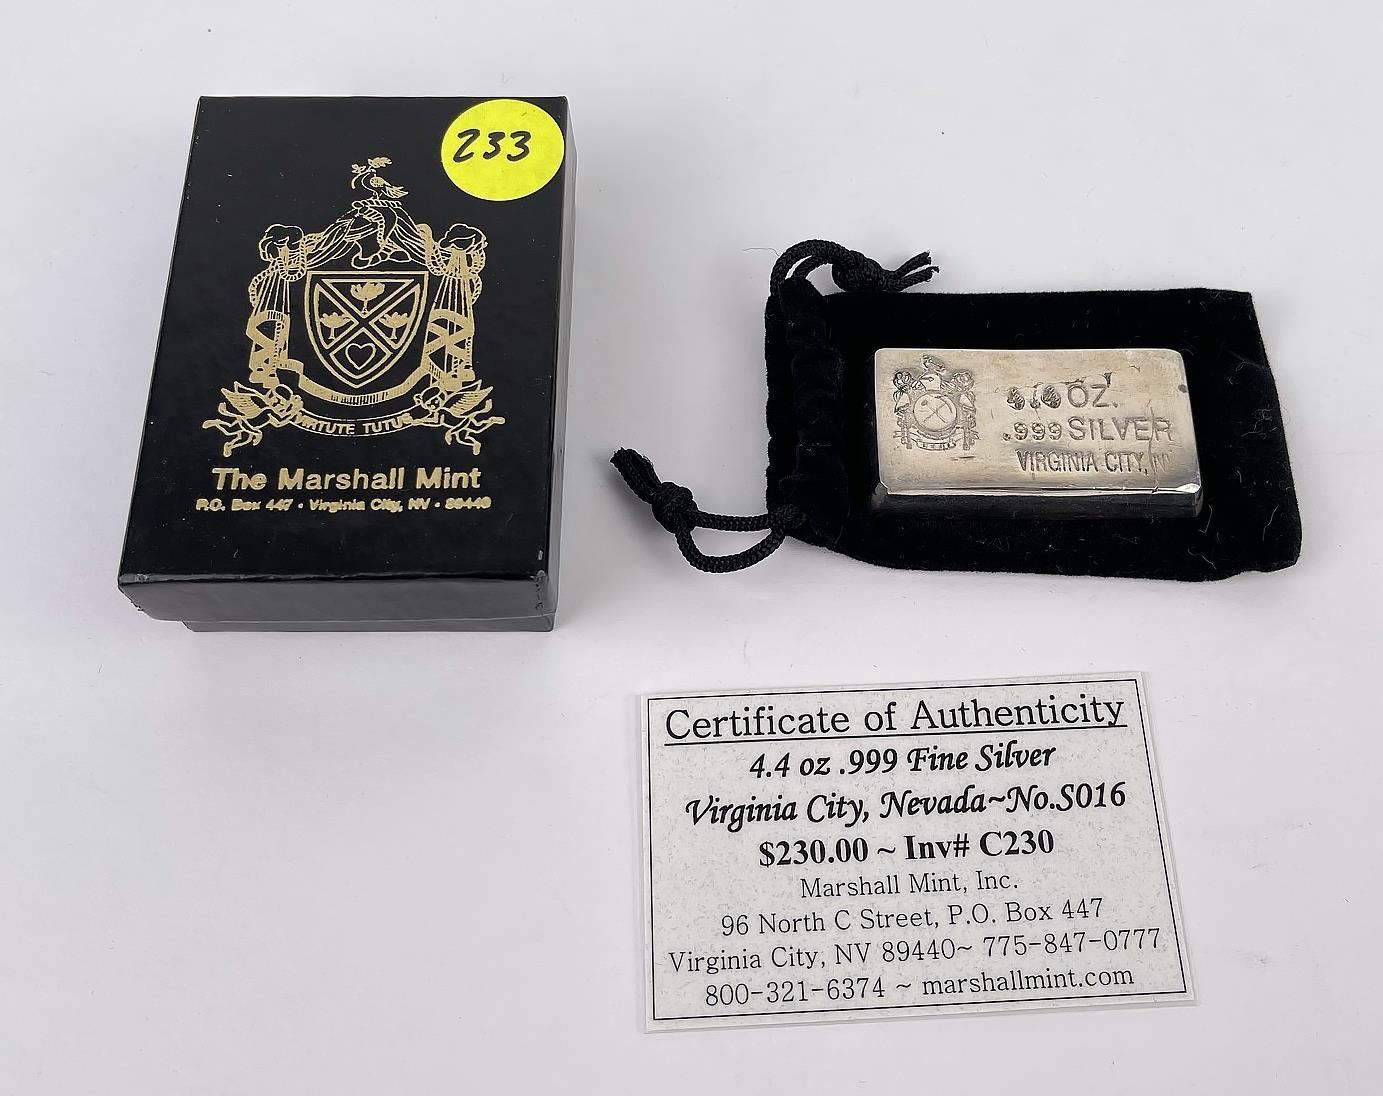 233
VIRTUTE TUTUS
The Marshall Mint
P.O. Box 447 • Virginia City, NV • 89440
OZ.
.999 SILVER
VIRGINIA CITY,
Certificate of Authenticity
4.4 oz .999 Fine Silver
Virginia City, Nevada~No.S016
$230.00 ~ Inv# C230
Marshall Mint, Inc.
96 North C Street, P.O. Box 447
Virginia City, NV 89440~ 775-847-0777
800-321-6374 ~ marshallmint.com